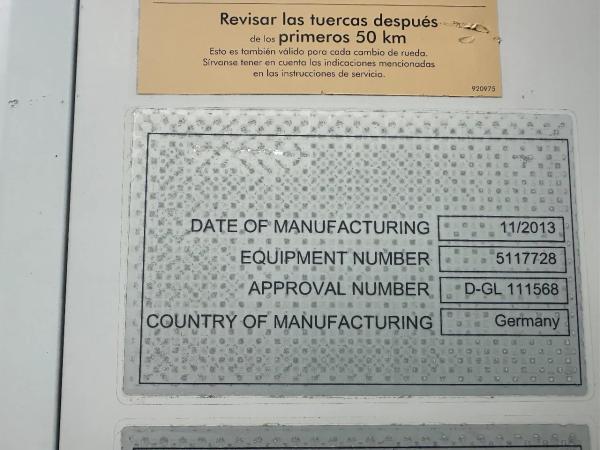 Revisar las tuercas después
de los primeros 50 km
Esto es también válido para cada cambio de rueda.
Sírvanse tener en cuenta las indicaciones mencionadas
en las instrucciones de servicio.
920975
DATE OF MANUFACTURING 11/2013
EQUIPMENT NUMBER 5117728
APPROVAL NUMBER D-GL 111568
COUNTRY OF MANUFACTURING Germany